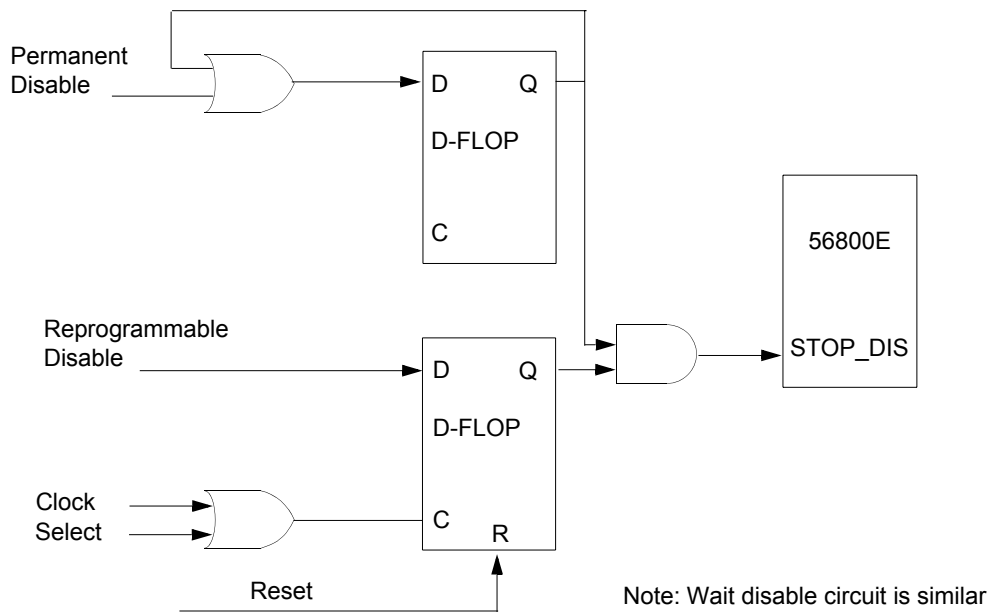 Permanent
Disable
D Q
D-FLOP
C
56800E
STOP_DIS
Reprogrammable
Disable
D Q
D-FLOP
Clock
Select
C
R
Reset
Note: Wait disable circuit is similar